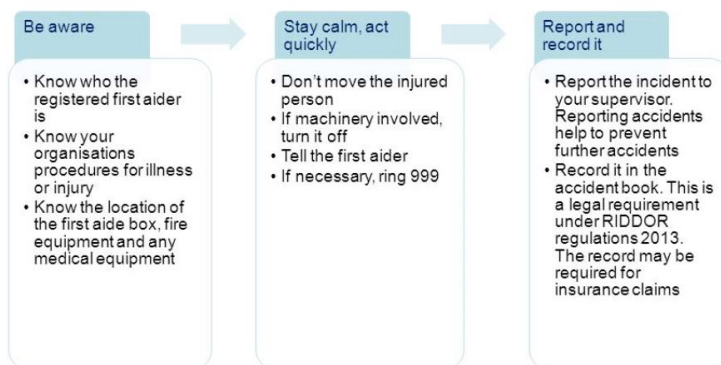 Be aware
• Know who the
registered first aider
is
• Know your
organisations
procedures for illness
or injury
• Know the location of
the first aide box, fire
equipment and any
medical equipment
Stay calm, act
quickly
• Don't move the injured
person
• If machinery involved,
turn it off
• Tell the first aider
• If necessary, ring 999
Report and
record it
• Report the incident to
your supervisor.
Reporting accidents
help to prevent
further accidents
• Record it in the
accident book. This is
a legal requirement
under RIDDOR
regulations 2013.
The record may be
required for
insurance claims